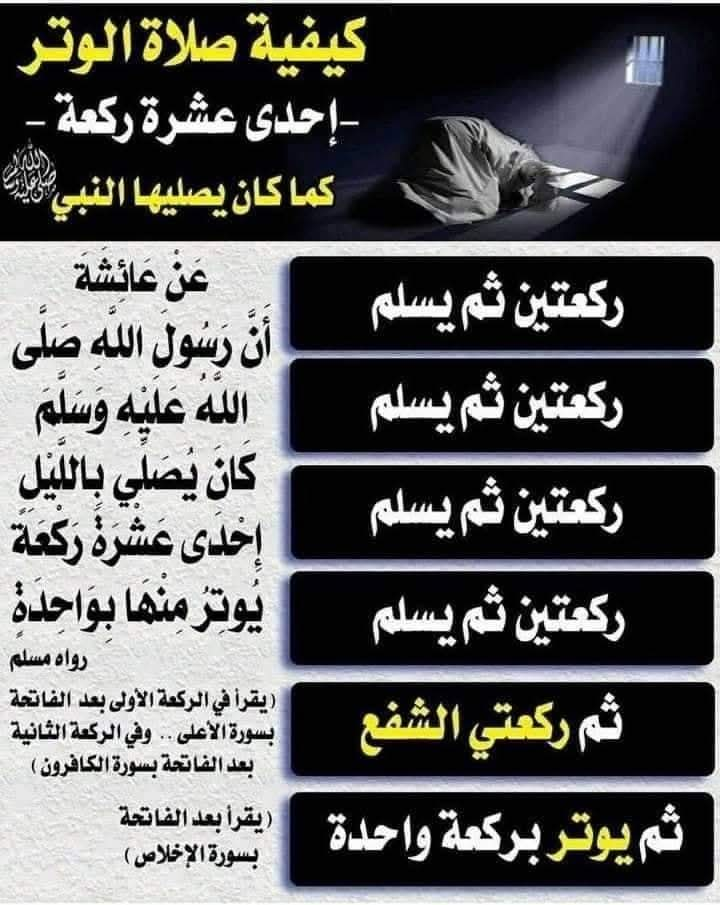 كيفية صلاة الوتر
-إحدى عشرة ركعة -
كما كان يصليها النبي ﷺ
ركعتين ثم يسلم
ركعتين ثم يسلم
ركعتين ثم يسلم
ركعتين ثم يسلم
ثم ركعتي الشفع
ثم يوتر بركعة واحدة
عَنْ عَائِشَةَ
أَنَّ رَسُولَ اللَّهِ صَلَّى
اللَّهُ عَلَيْهِ وَسَلَّمَ
كَانَ يُصَلِّي بِاللَّيْلِ
إِحْدَى عَشْرَةَ رَكْعَةً
يُوتِرُ مِنْهَا بِوَاحِدَةٍ
رواه مسلم
(يقرأ في الركعة الأولى بعد الفاتحة
بسورة الأعلى .. وفي الركعة الثانية
بعد الفاتحة بسورة الكافرون )
(يقرأ بعد الفاتحة
بسورة الإخلاص )